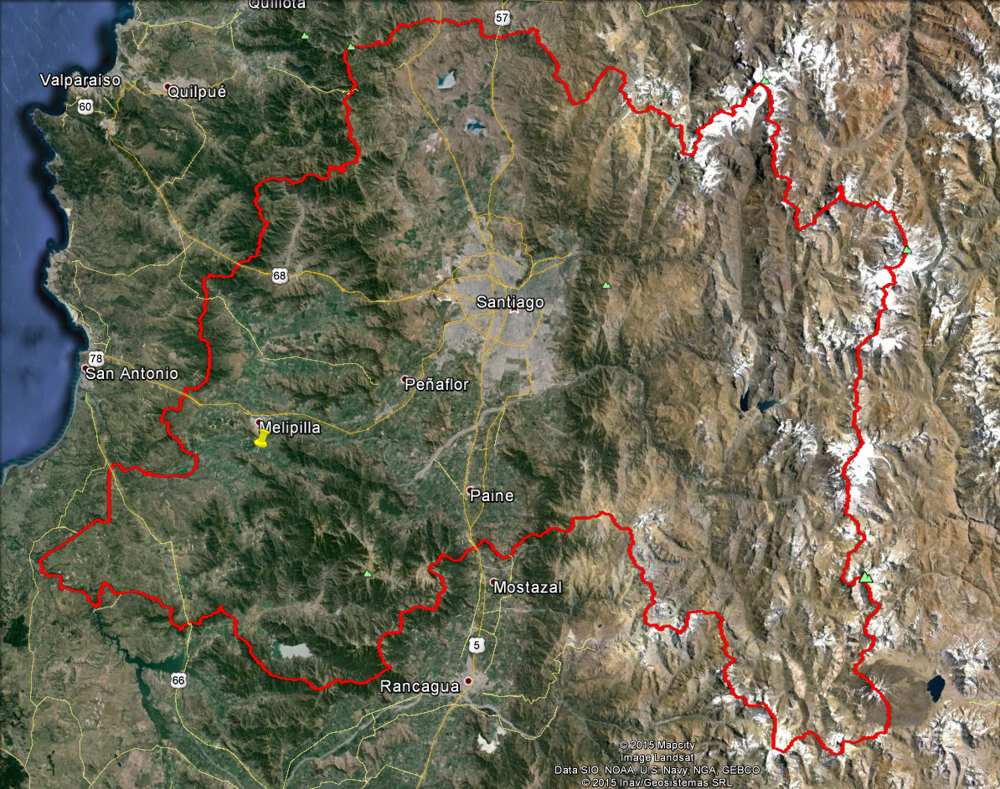 Quillota
57
Valparaíso
Quilpué
60
68
Santiago
78
San Antonio
Peñaflor
Melipilla
Paine
Mostazal
5
66
Rancagua
© 2015 Mapcity
Image Landsat
Data SIO, NOAA, U.S. Navy, NGA, GEBCO
© 2015 Inav/Geosistemas SRL